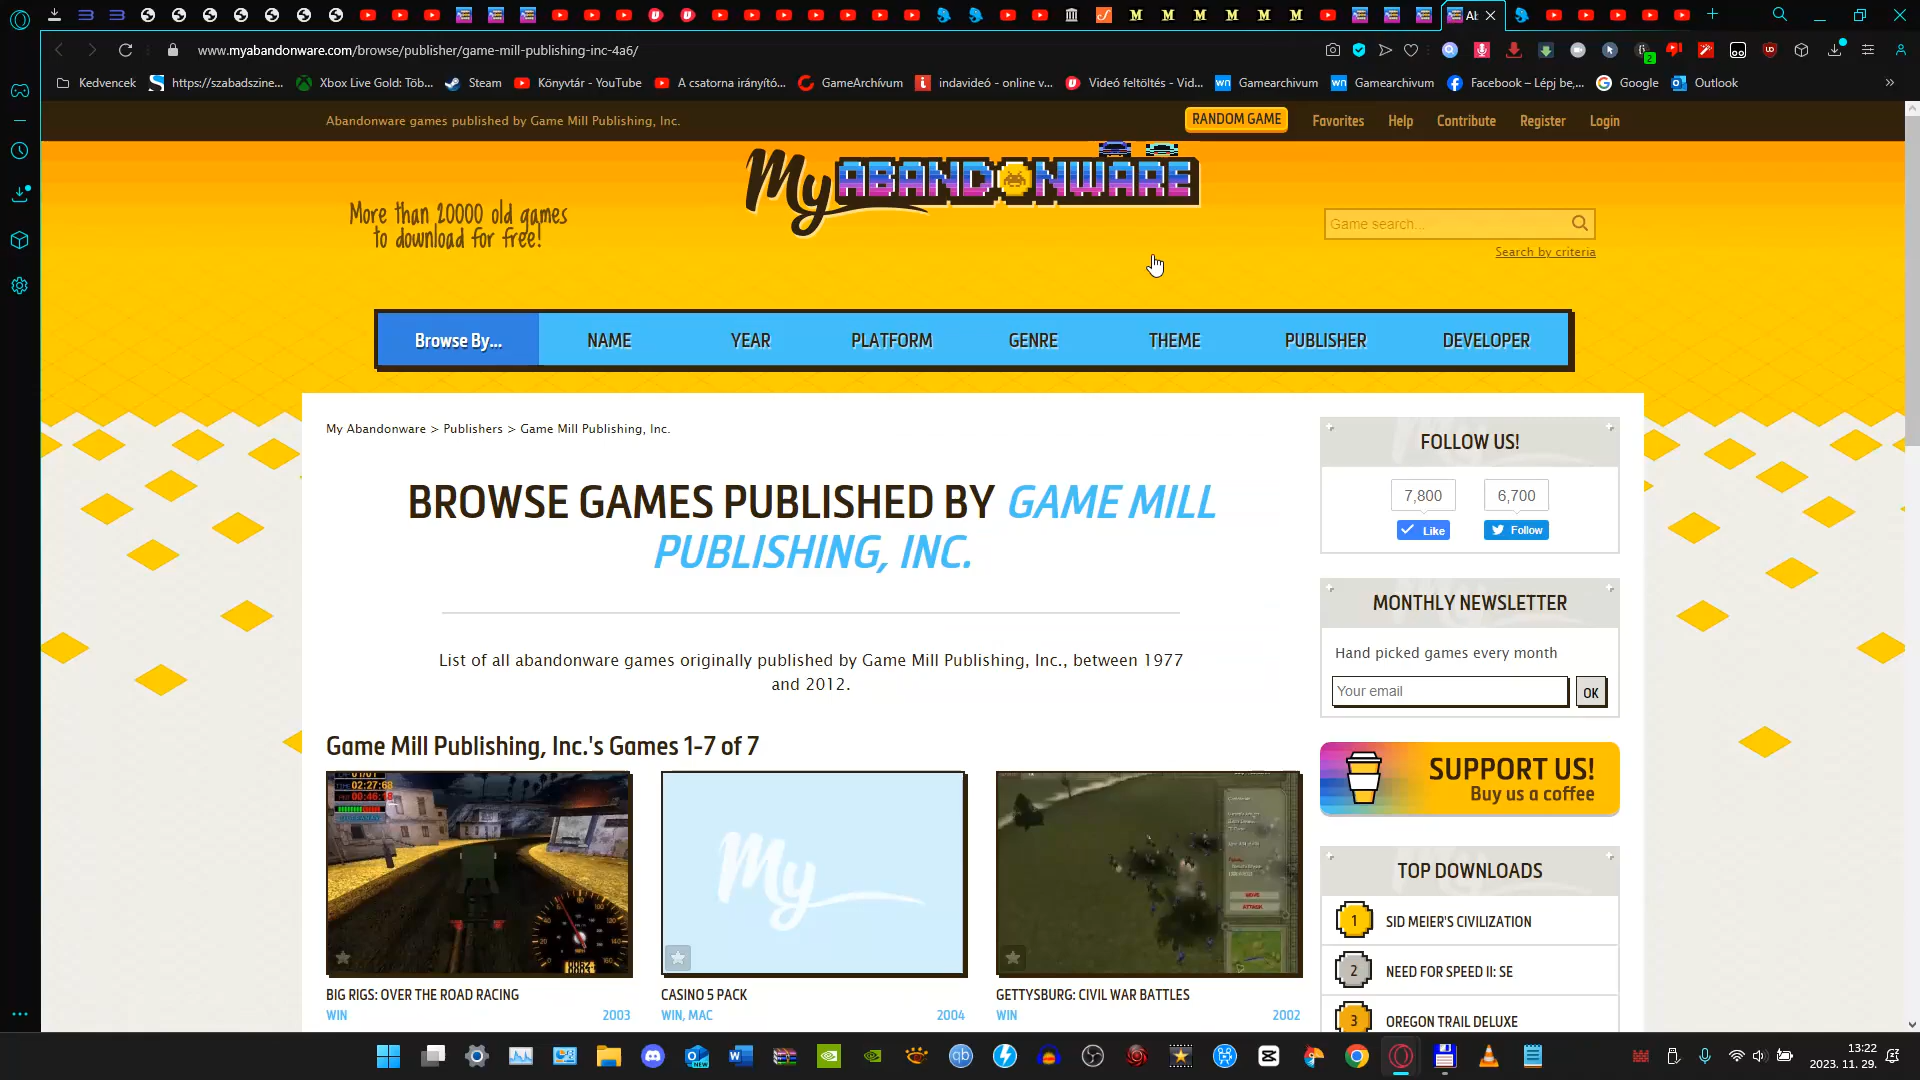 www.myabandonware.com/browse/publisher/game-mill-publishing-inc-4a6/
Kedvencek
https://szabadszine...
Xbox Live Gold: Töb...
Steam
Könyvtár - YouTube
A csatorna irányító...
GameArchívum
indavideó - online v...
Videó feltöltés - Vid...
Gamearchivum
Gamearchivum
Facebook – Lépj be,...
Google
Outlook
»
Abandonware games published by Game Mill Publishing, Inc.
RANDOM GAME
Favorites
Help
Contribute
Register
Login
My ABANDONWARE
More than 20000 old games
to download for free!
Game search...
Search by criteria
Browse By...
NAME
YEAR
PLATFORM
GENRE
THEME
PUBLISHER
DEVELOPER
My Abandonware > Publishers > Game Mill Publishing, Inc.
BROWSE GAMES PUBLISHED BY GAME MILL
PUBLISHING, INC.
List of all abandonware games originally published by Game Mill Publishing, Inc., between 1977
and 2012.
Game Mill Publishing, Inc.'s Games 1-7 of 7
My
BIG RIGS: OVER THE ROAD RACING
WIN
2003
CASINO 5 PACK
WIN, MAC
2004
GETTYSBURG: CIVIL WAR BATTLES
WIN
2002
FOLLOW US!
7,800
6,700
Like
Follow
MONTHLY NEWSLETTER
Hand picked games every month
Your email
OK
SUPPORT US!
Buy us a coffee
TOP DOWNLOADS
1
SID MEIER'S CIVILIZATION
2
NEED FOR SPEED II: SE
3
OREGON TRAIL DELUXE
13:22
2023. 11. 29.